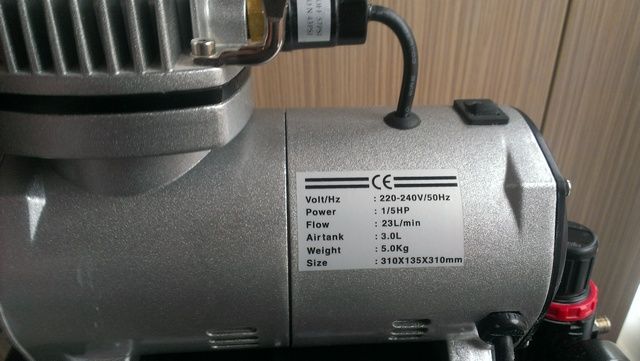 CE
Volt/Hz : 220-240V/50Hz
Power : 1/5HP
Flow : 23L/min
Airtank : 3.0L
Weight : 5.0Kg
Size : 310X135X310mm